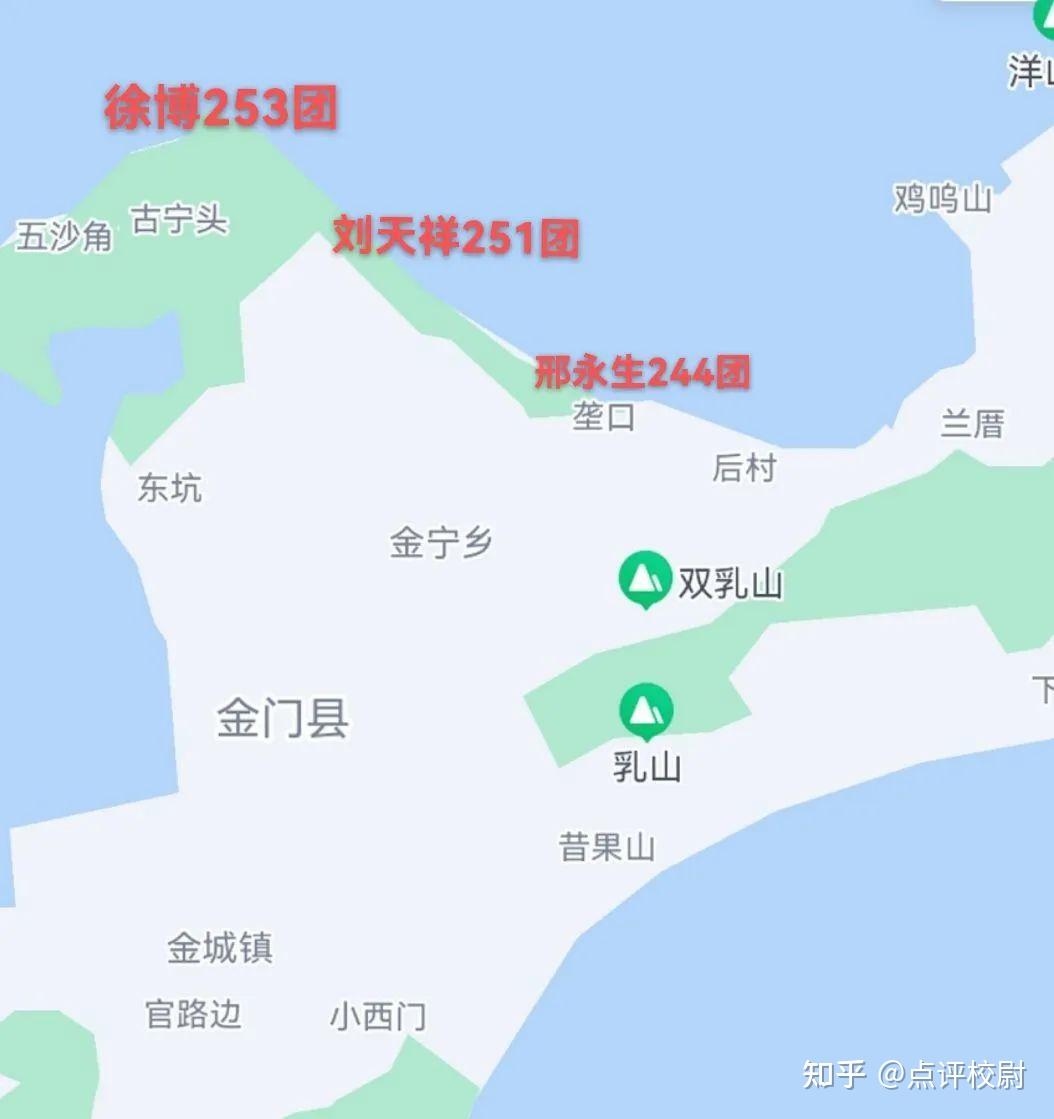 洋山
徐博253团
鸡鸣山
五沙角
古宁头
刘天祥251团
邢永生244团
垄口
兰厝
后村
东坑
金宁乡
双乳山
下
金门县
乳山
昔果山
金城镇
官路边
小西门
知乎 @点评校尉